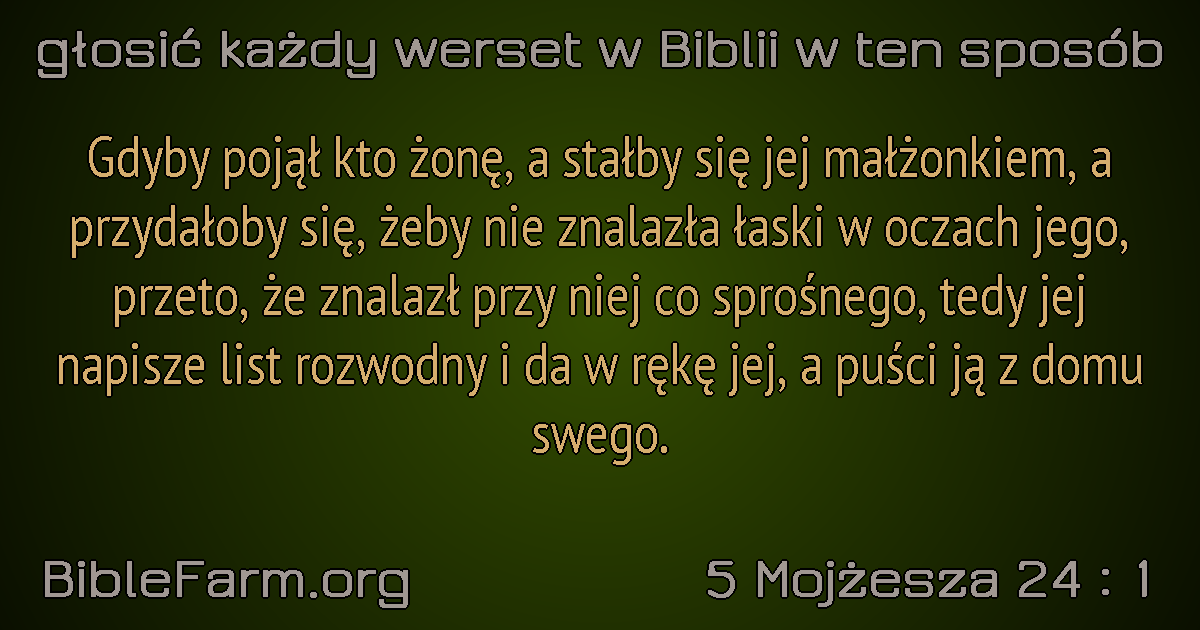 głosić każdy werset w Biblii w ten sposób
Gdyby pojął kto żonę, a stałby się jej małżonkiem, a
przydałoby się, żeby nie znalazła łaski w oczach jego,
przeto, że znalazł przy niej co sprośnego, tedy jej
napisze list rozwodny i da w rękę jej, a puści ją z domu
swego.
BibleFarm.org
5 Mojżesza 24 : 1